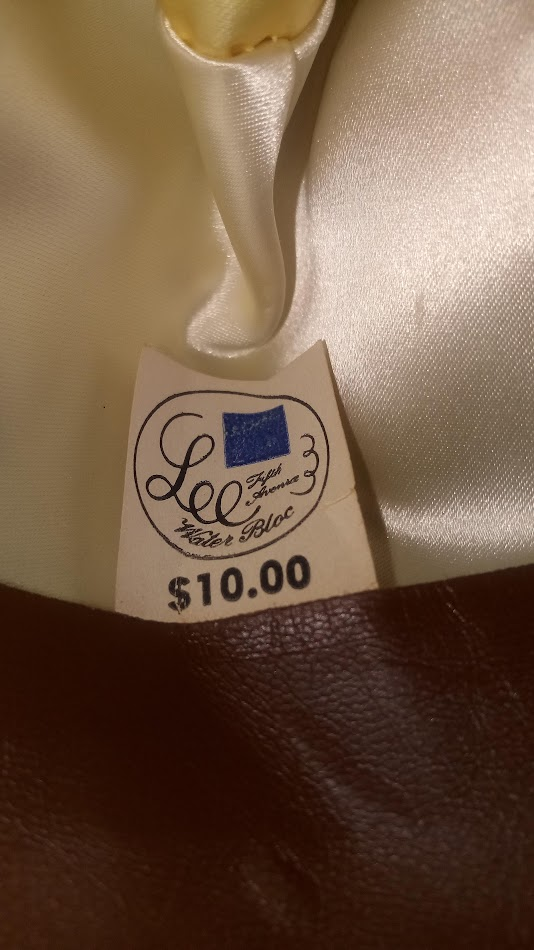 Lee
Fifth
Avenue
Water Bloc
$10.00